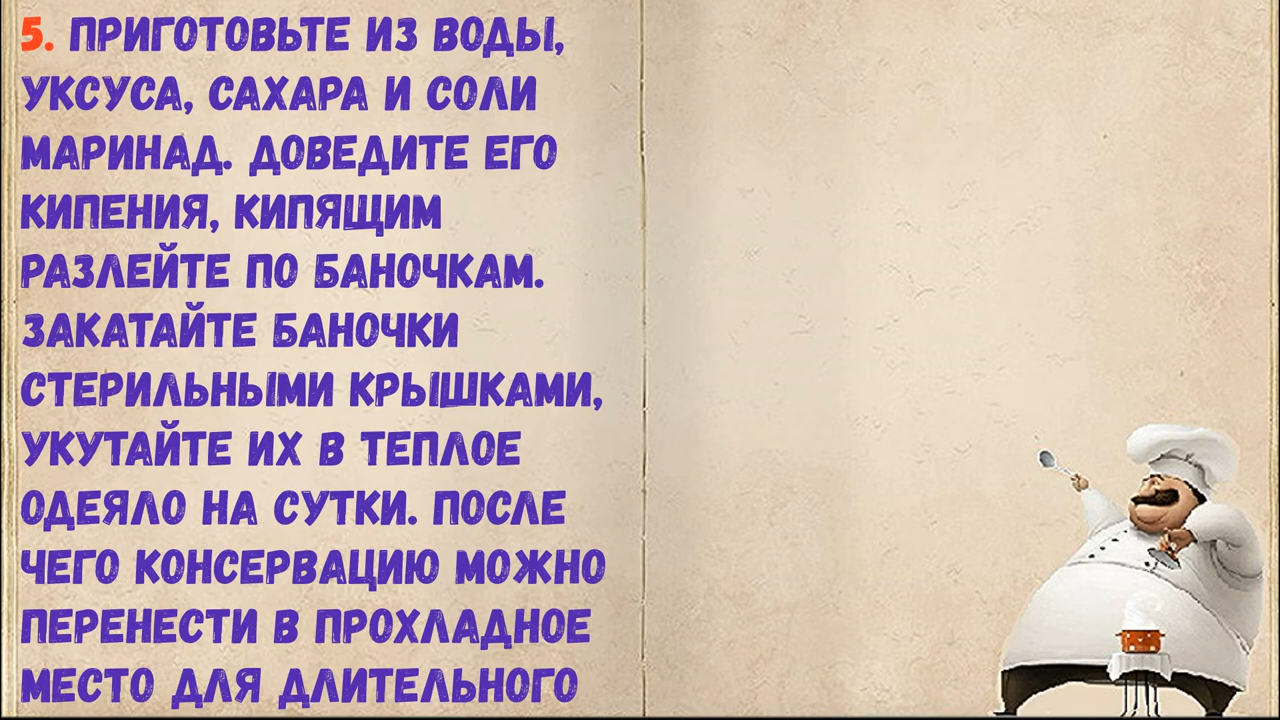 5. ПРИГОТОВЬТЕ ИЗ ВОДЫ,
УКСУСА, САХАРА И СОЛИ
МАРИНАД. ДОВЕДИТЕ ЕГО
КИПЕНИЯ, КИПЯЩИМ
РАЗЛЕЙТЕ ПО БАНОЧКАМ.
ЗАКАТАЙТЕ БАНОЧКИ
СТЕРИЛЬНЫМИ КРЫШКАМИ,
УКУТАЙТЕ ИХ В ТЕПЛОЕ
ОДЕЯЛО НА СУТКИ. ПОСЛЕ
ЧЕГО КОНСЕРВАЦИЮ МОЖНО
ПЕРЕНЕСТИ В ПРОХЛАДНОЕ
МЕСТО ДЛЯ ДЛИТЕЛЬНОГО